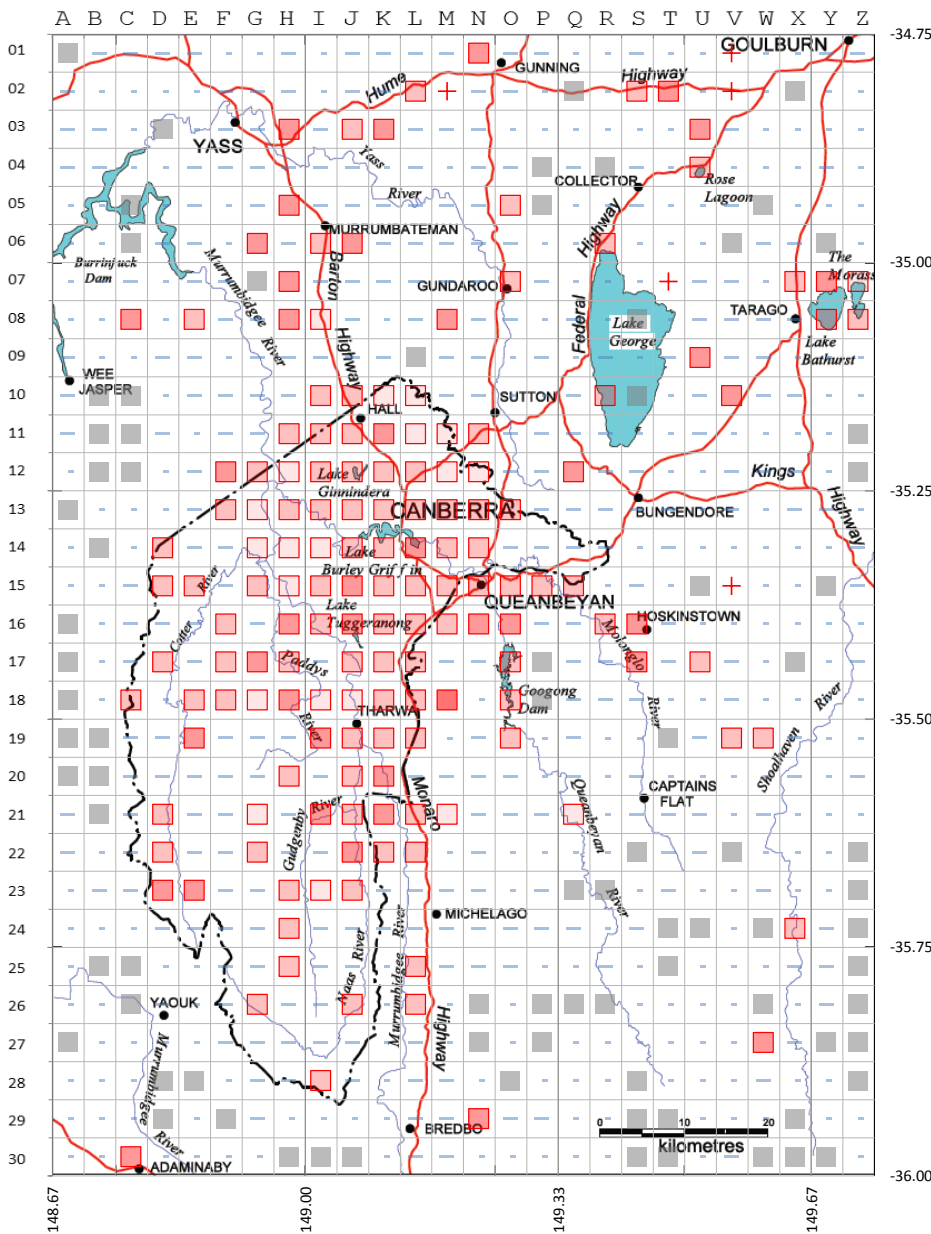 A B C D E F G H I J K L M N O P Q R S T U V W X Y Z
-34.75
01
GOULBURN
GUNNING
02
Hume
Highway
03
YASS
Yass
04
COLLECTOR
Rose
Lagoon
05
River
06
MURRUMBATEMAN
Highway
Burrinjuck
Dam
-35.00
The
Morass
07
Murrumbidgee
River
Barton
Highway
GUNDAROO
08
Federal
Lake
George
TARAGO
Lake
Bathurst
09
WEE
JASPER
10
SUTTON
HALL
11
12
Lake
Ginnindera
Kings
Highway
-35.25
13
CANBERRA
BUNGENDORE
14
Lake
Burley Griffin
15
Cotter
River
QUEANBEYAN
Lake
Tuggeranong
HOSKINSTOWN
16
Molonglo
River
17
Paddys
River
18
Googong
Dam
THARWA
Shoalhaven
River
-35.50
19
20
Monaro
Highway
CAPTAINS
FLAT
21
Gudgenby
River
Queanbeyan
River
22
23
MICHELAGO
24
-35.75
25
Naas
River
Murrumbidgee
River
26
YAOUK
27
28
Murrumbidgee
River
29
BREDBO
0 10 20
kilometres
30
ADAMINABY
-36.00
148.67
149.00
149.33
149.67